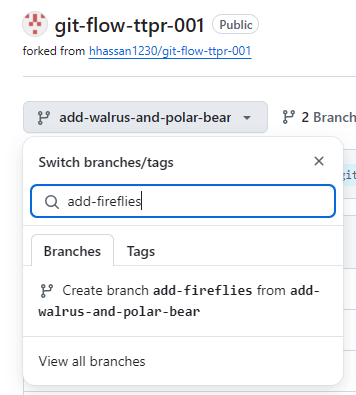 git-flow-ttpr-001 Public
forked from hhassan1230/git-flow-ttpr-001
add-walrus-and-polar-bear 2 Branch
Switch branches/tags
add-fireflies
Branches Tags
Create branch add-fireflies from add-
walrus-and-polar-bear
View all branches